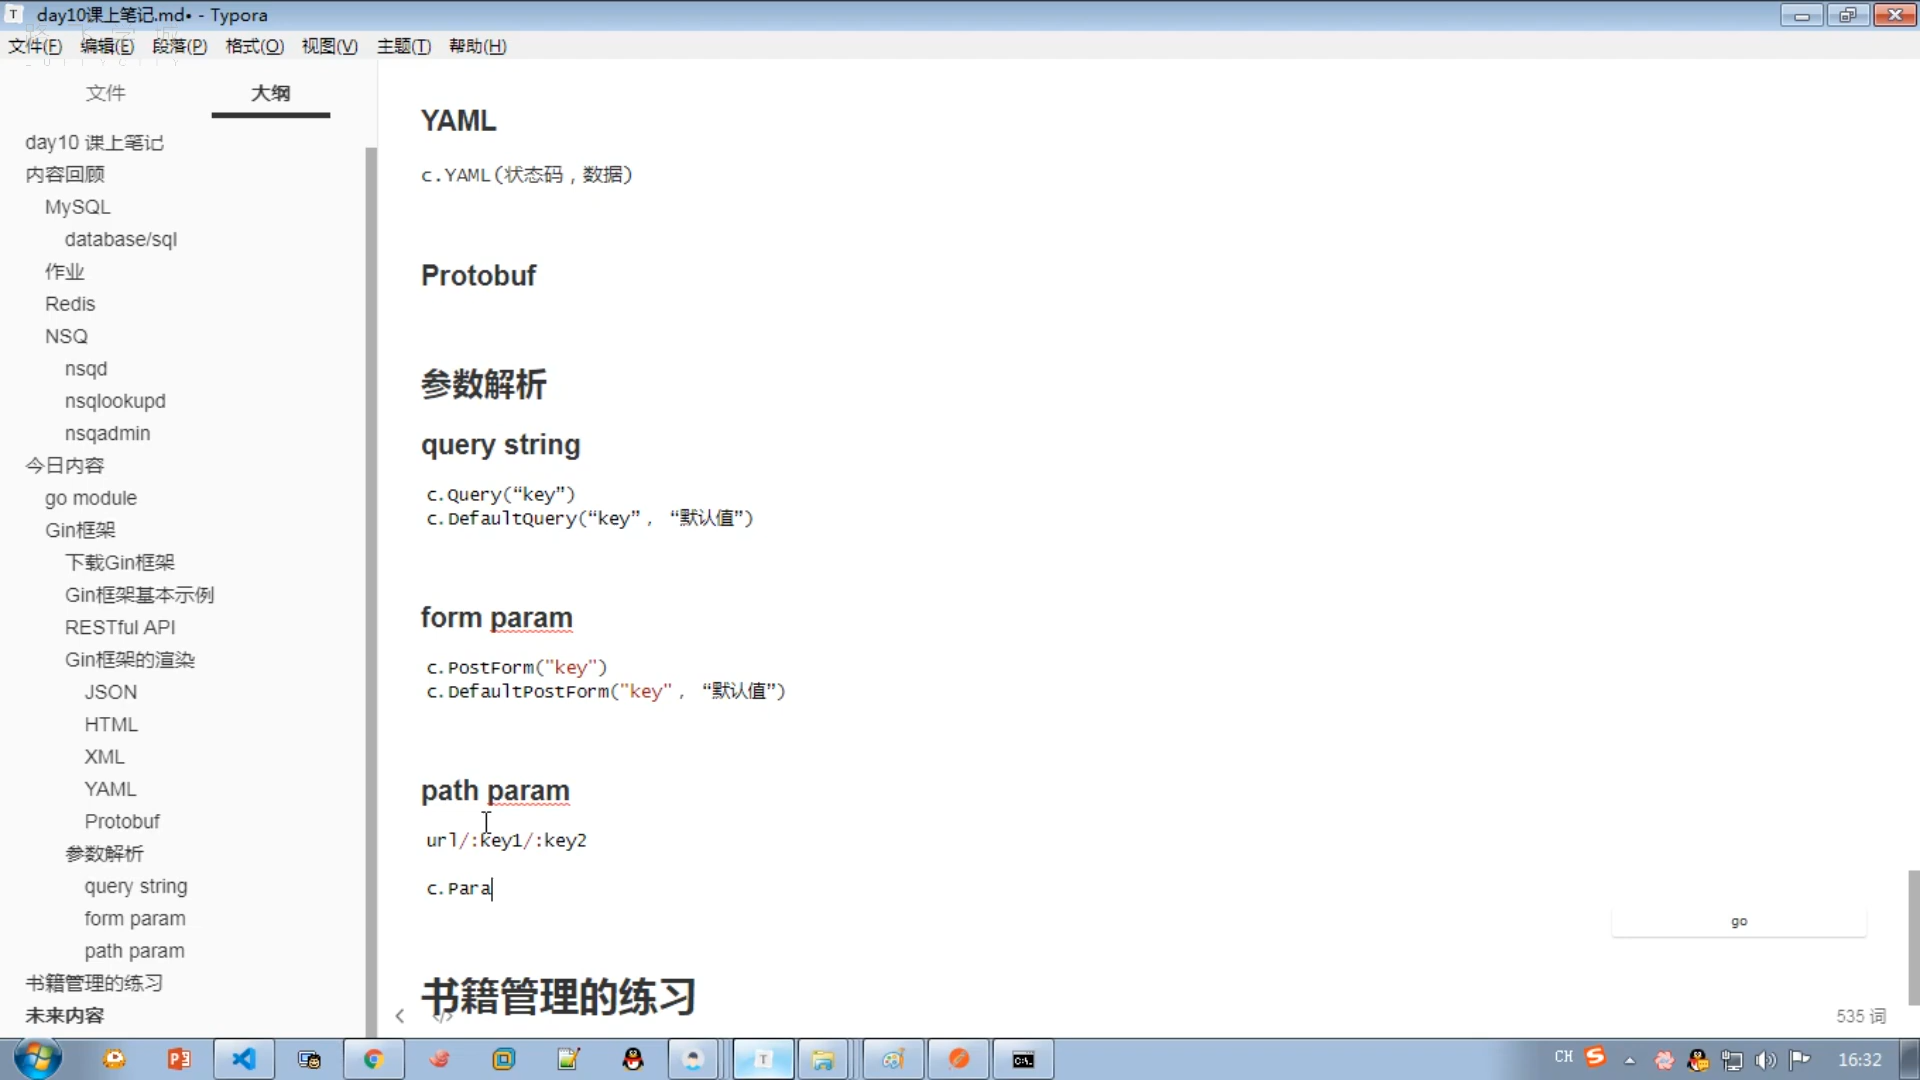 day10课上笔记.md• - Typora
文件(F) 编辑(E) 段落(P) 格式(O) 视图(V) 主题(T) 帮助(H)
文件 大纲
day10 课上笔记
内容回顾
MySQL
database/sql
作业
Redis
NSQ
nsqd
nsqlookupd
nsqadmin
今日内容
go module
Gin框架
下载Gin框架
Gin框架基本示例
RESTful API
Gin框架的渲染
JSON
HTML
XML
YAML
Protobuf
参数解析
query string
form param
path param
书籍管理的练习
未来内容
YAML
c.YAML(状态码，数据)
Protobuf
参数解析
query string
c.Query(“key”)
c.DefaultQuery(“key”， “默认值”)
form param
c.PostForm("key")
c.DefaultPostForm("key"， “默认值”)
path param
url/:key1/:key2
c.Para
go
书籍管理的练习
535 词
CH
16:32